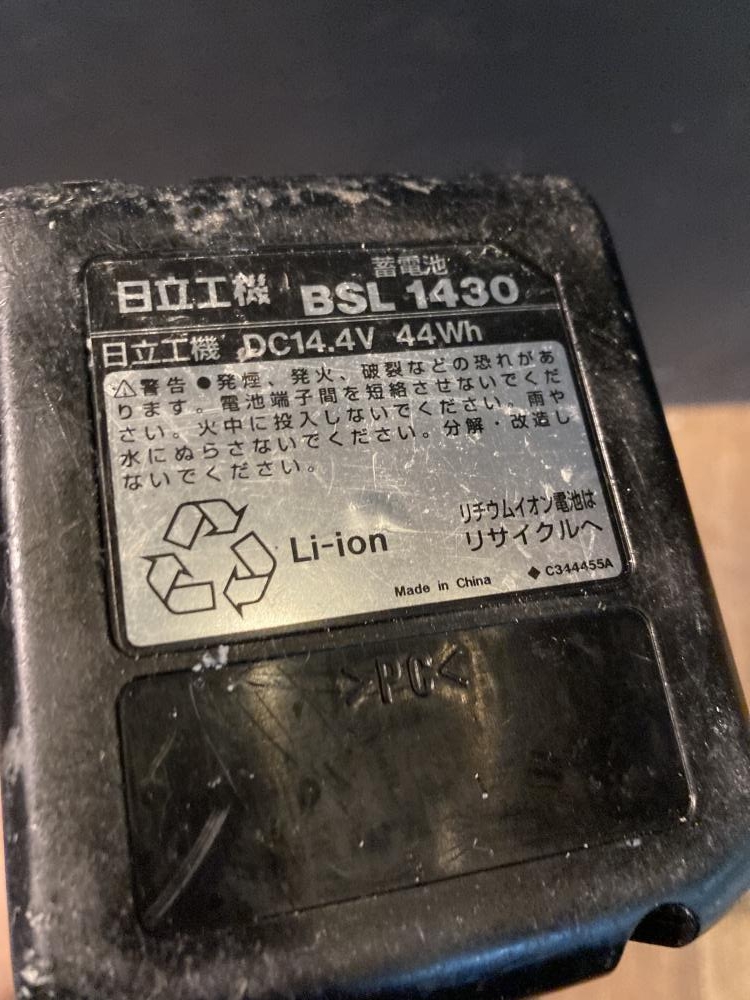 蓄電池
日立工機 BSL 1430
日立工機 DC14.4V 44Wh
⚠警告 ●発煙、発火、破裂などの恐れがあ
ります。電池端子間を短絡させないでくだ
さい。火中に投入しないでください。雨や
水にぬらさないでください。分解・改造し
ないでください。
リチウムイオン電池は
Li-ion リサイクルへ
Made in China ◆C344455A
>PC<